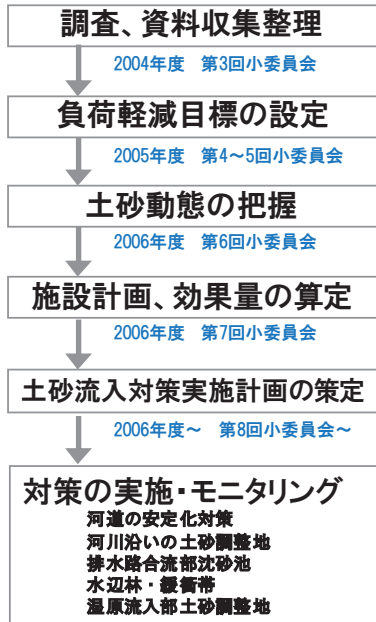 調査、資料収集整理
2004年度　第3回小委員会
負荷軽減目標の設定
2005年度　第4～5回小委員会
土砂動態の把握
2006年度　第6回小委員会
施設計画、効果量の算定
2006年度　第7回小委員会
土砂流入対策実施計画の策定
2006年度～　第8回小委員会～
対策の実施・モニタリング
河道の安定化対策
河川沿いの土砂調整地
排水路合流部沈砂池
水辺林・緩衝帯
湿原流入部土砂調整地